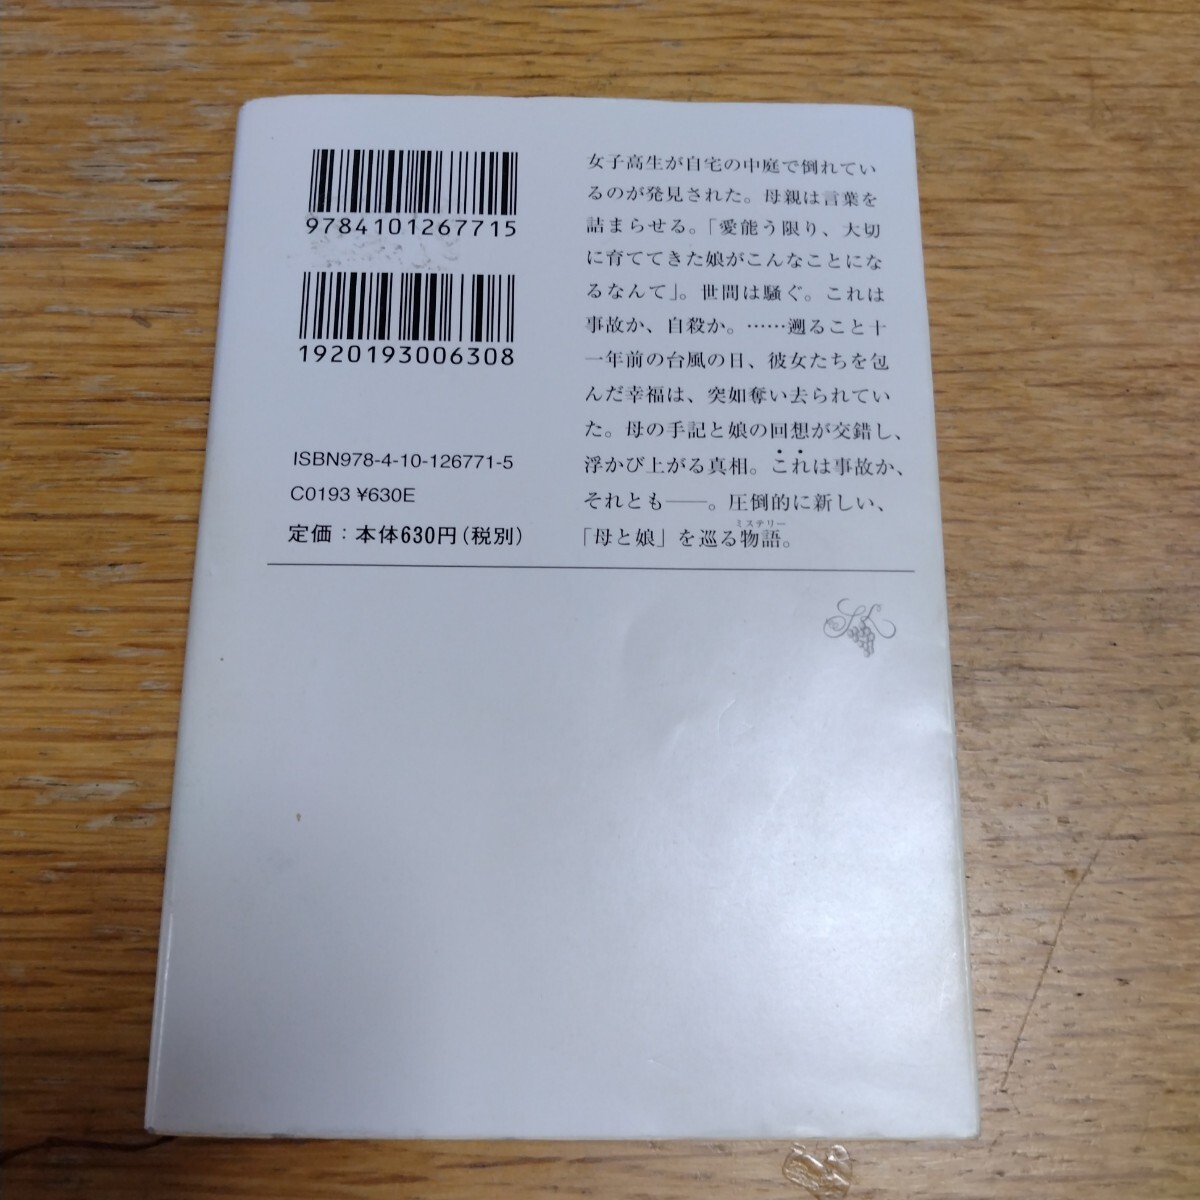 9784101267715
1920193006308
ISBN978-4-10-126771-5
C0193 ¥630E
定価：本体630円（税別）
女子高生が自宅の中庭で倒れてい
るのが発見された。母親は言葉を
詰まらせる。「愛能う限り、大切
に育ててきた娘がこんなことにな
るなんて」。世間は騒ぐ。これは
事故か、自殺か。……遡ること十
一年前の台風の日、彼女たちを包
んだ幸福は、突如奪い去られてい
た。母の手記と娘の回想が交錯し、
浮かび上がる真相。これは事故か、
それとも――。圧倒的に新しい、
ミステリー
「母と娘」を巡る物語。